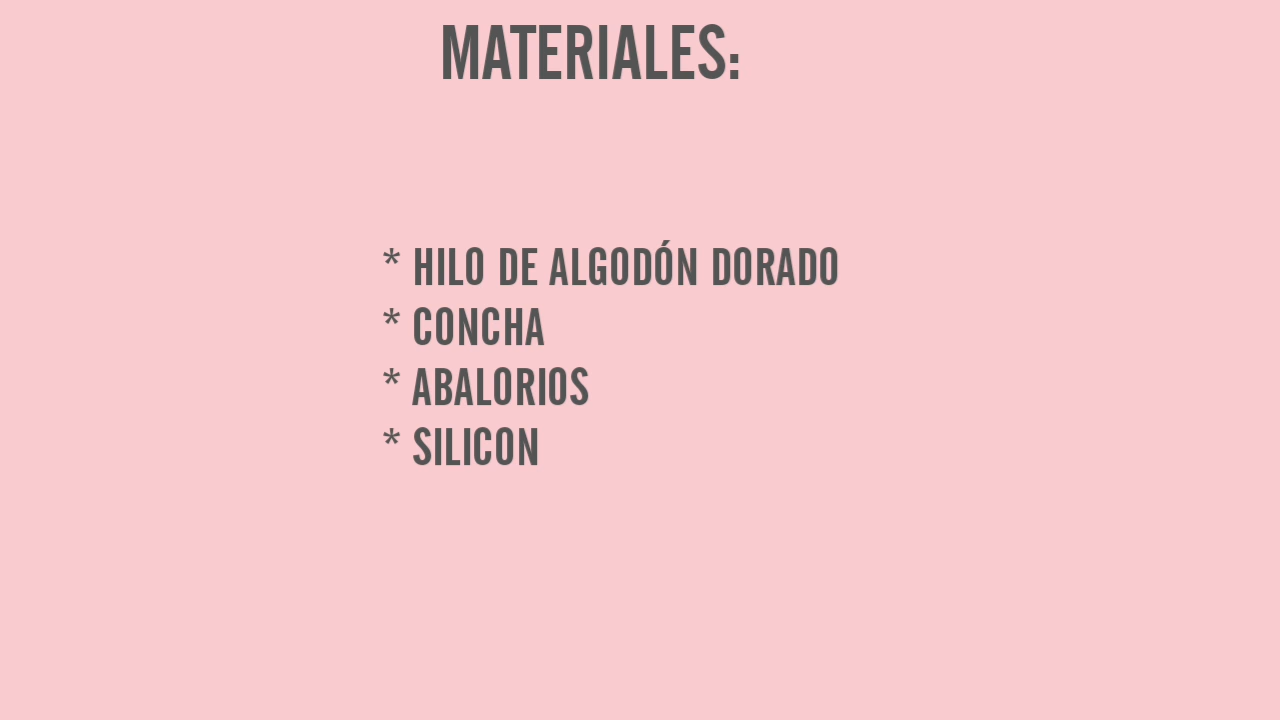 MATERIALES:
* HILO DE ALGODÓN DORADO
* CONCHA
* ABALORIOS
* SILICON